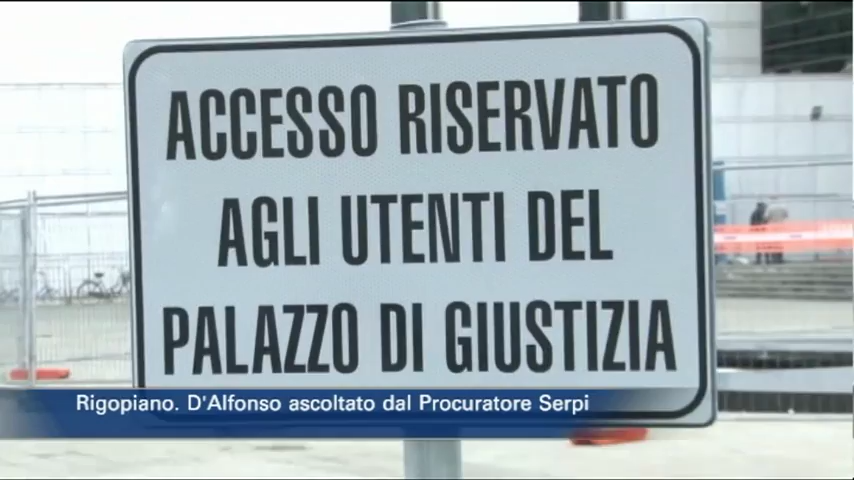 ACCESSO RISERVATO
AGLI UTENTI DEL
PALAZZO DI GIUSTIZIA
Rigopiano. D'Alfonso ascoltato dal Procuratore Serpi